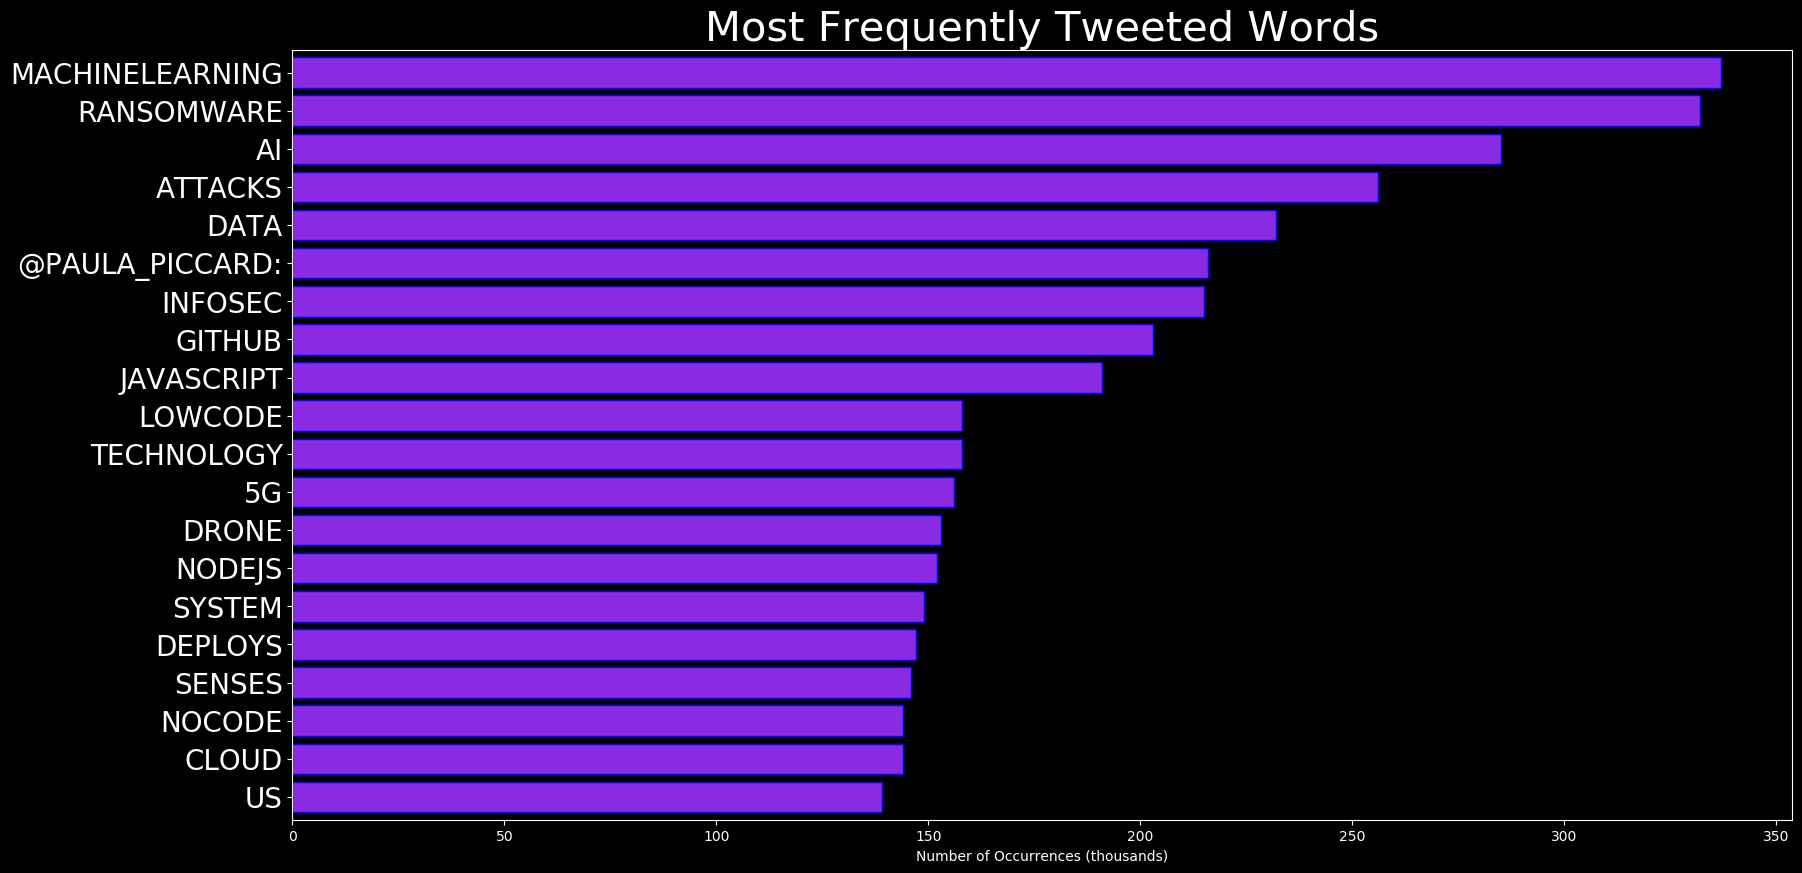 Most Frequently Tweeted Words
MACHINELEARNING
RANSOMWARE
AI
ATTACKS
DATA
@PAULA_PICCARD:
INFOSEC
GITHUB
JAVASCRIPT
LOWCODE
TECHNOLOGY
5G
DRONE
NODEJS
SYSTEM
DEPLOYS
SENSES
NOCODE
CLOUD
US
0 50 100 150 200 250 300 350
Number of Occurrences (thousands)